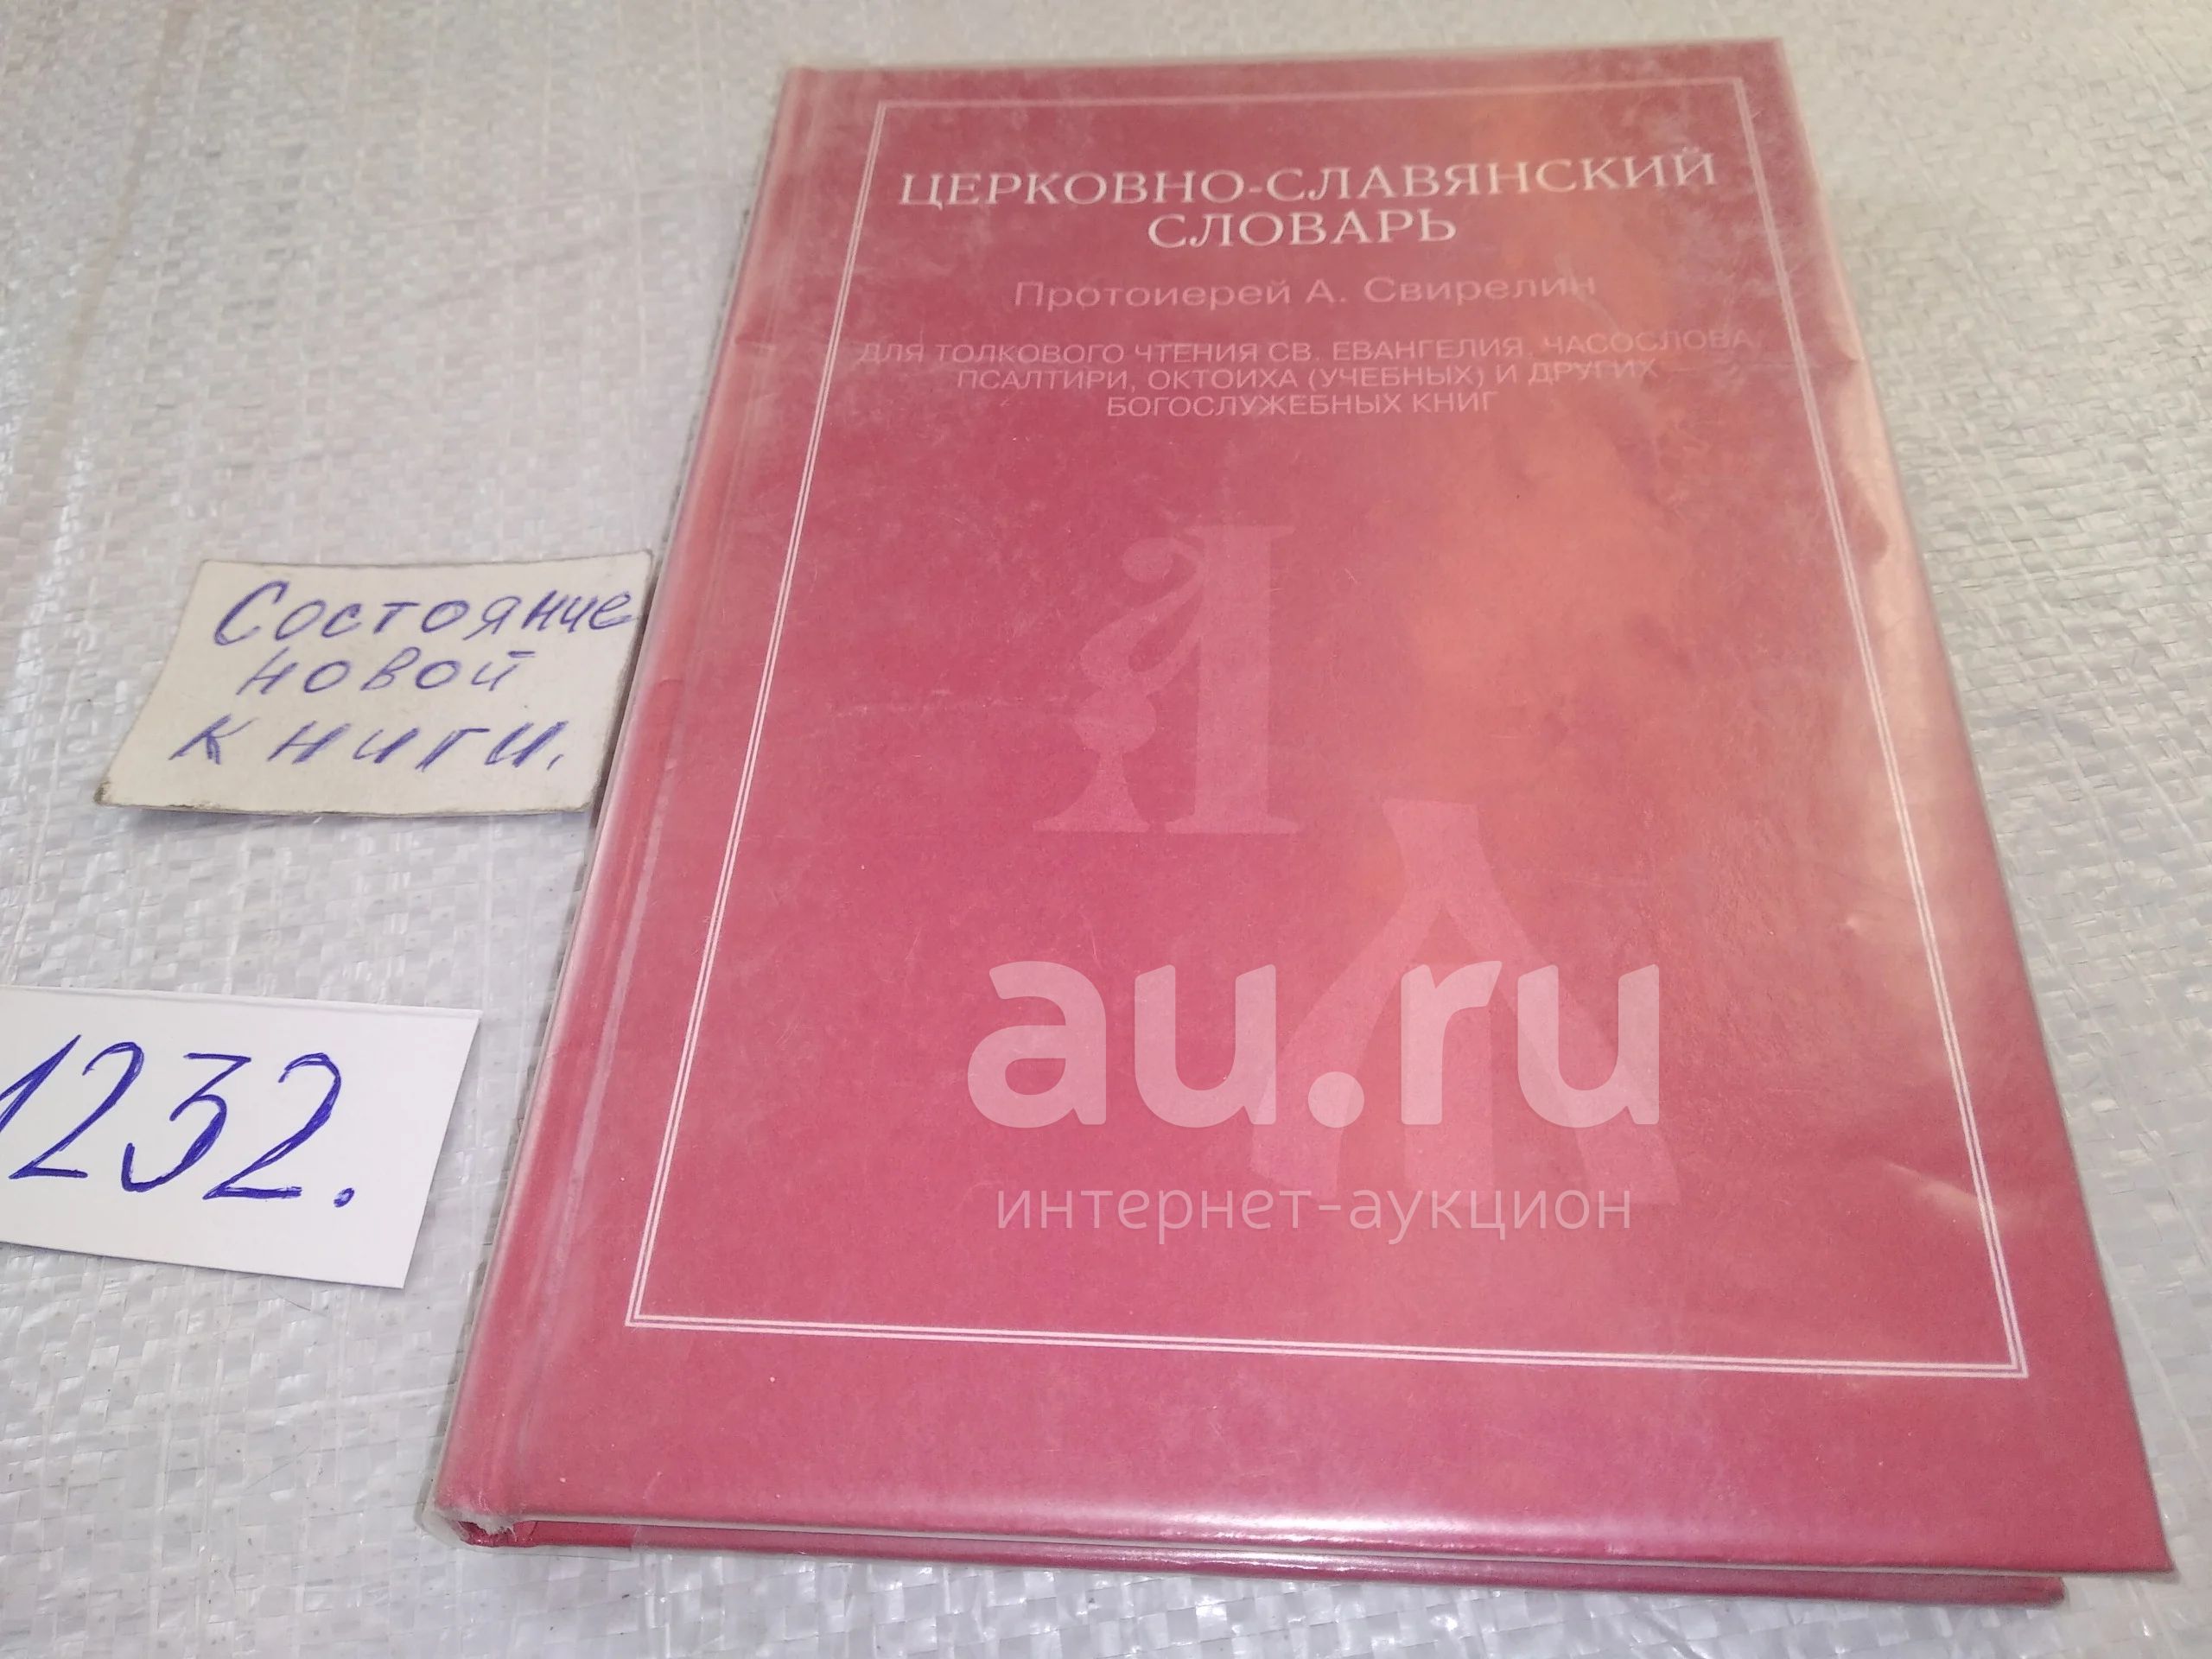 ЦЕРКОВНО-СЛАВЯНСКИЙ
СЛОВАРЬ
Протоиерей А. Свирелин
ДЛЯ ТОЛКОВОГО ЧТЕНИЯ СВ. ЕВАНГЕЛИЯ, ЧАСОСЛОВА,
ПСАЛТИРИ, ОКТОИХА (УЧЕБНЫХ) И ДРУГИХ
БОГОСЛУЖЕБНЫХ КНИГ
Состояние
новой
книги.
1232.
Я
au.ru
интернет-аукцион